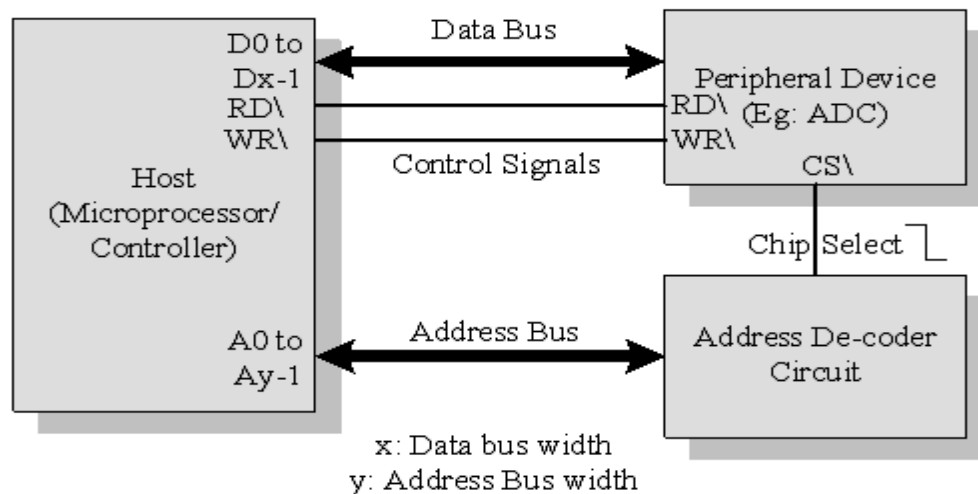 D0 to
Dx-1
RD\
WR\
Host
(Microprocessor/
Controller)
A0 to
Ay-1
Data Bus
Control Signals
Peripheral Device
(Eg: ADC)
RD\
WR\
CS\
Chip Select
Address Bus
Address De-coder
Circuit
x: Data bus width
y: Address Bus width